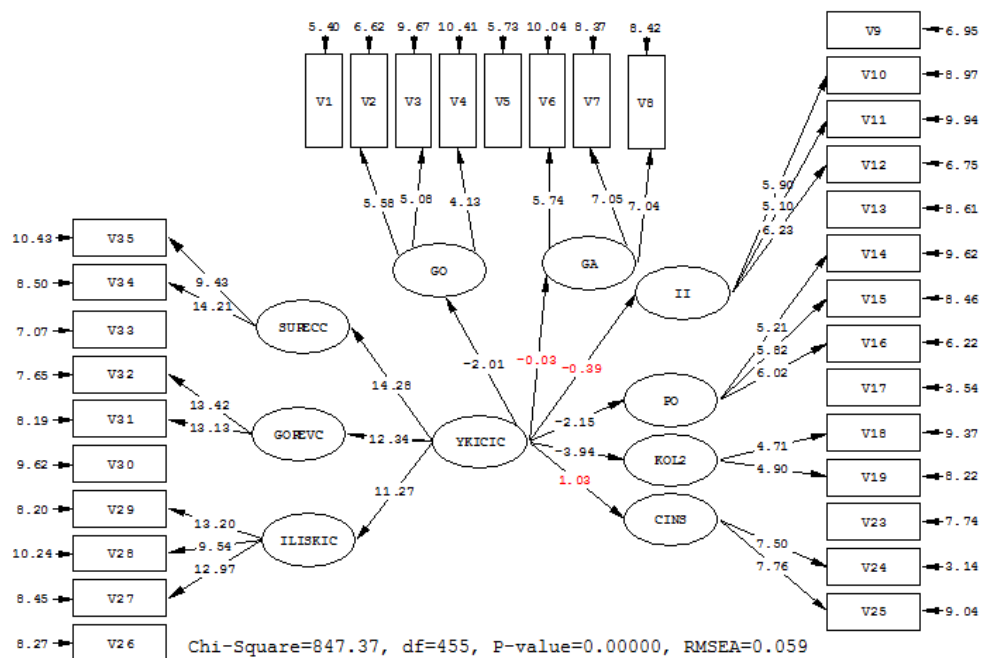 5.40 6.62 9.67 10.41 5.73 10.04 8.37 8.42
V1 V2 V3 V4 V5 V6 V7 V8
V9 6.95
V10 8.97
V11 9.94
V12 6.75
V13 8.61
V14 9.62
V15 8.46
V16 6.22
V17 3.54
V18 9.37
V19 8.22
V23 7.74
V24 3.14
V25 9.04
10.43 V35
8.50 V34
7.07 V33
7.65 V32
8.19 V31
9.62 V30
8.20 V29
10.24 V28
8.45 V27
8.27 V26
5.58 5.08 4.13 5.74 7.05 7.04
5.90
5.10
6.23
GO GA II
9.43
14.21
SURECC
5.21
5.82
6.02
-2.01 -0.03 -0.39
14.28
PO
-2.15
13.42
13.13
GOREVC
12.34
YKICIC
-3.94
KOL2
4.71
4.90
1.03
11.27
CINS
7.50
7.76
13.20
9.54
12.97
ILISKIC
Chi-Square=847.37, df=455, P-value=0.00000, RMSEA=0.059